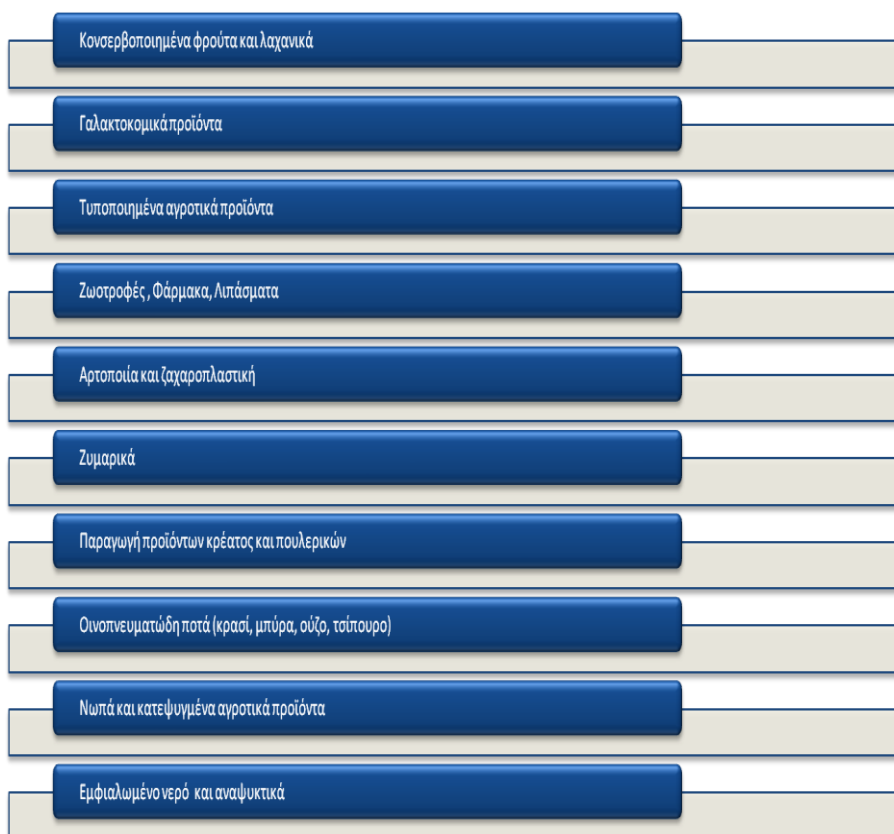 Κονσερβοποιημένα φρούτα και λαχανικά
Γαλακτοκομικά προϊόντα
Τυποποιημένα αγροτικά προϊόντα
Ζωοτροφές , Φάρμακα, Λιπάσματα
Αρτοποιία και ζαχαροπλαστική
Ζυμαρικά
Παραγωγή προϊόντων κρέατος και πουλερικών
Οινοπνευματώδη ποτά (κρασί, μπύρα, ούζο, τσίπουρο)
Νωπά και κατεψυγμένα αγροτικά προϊόντα
Εμφιαλωμένο νερό και αναψυκτικά